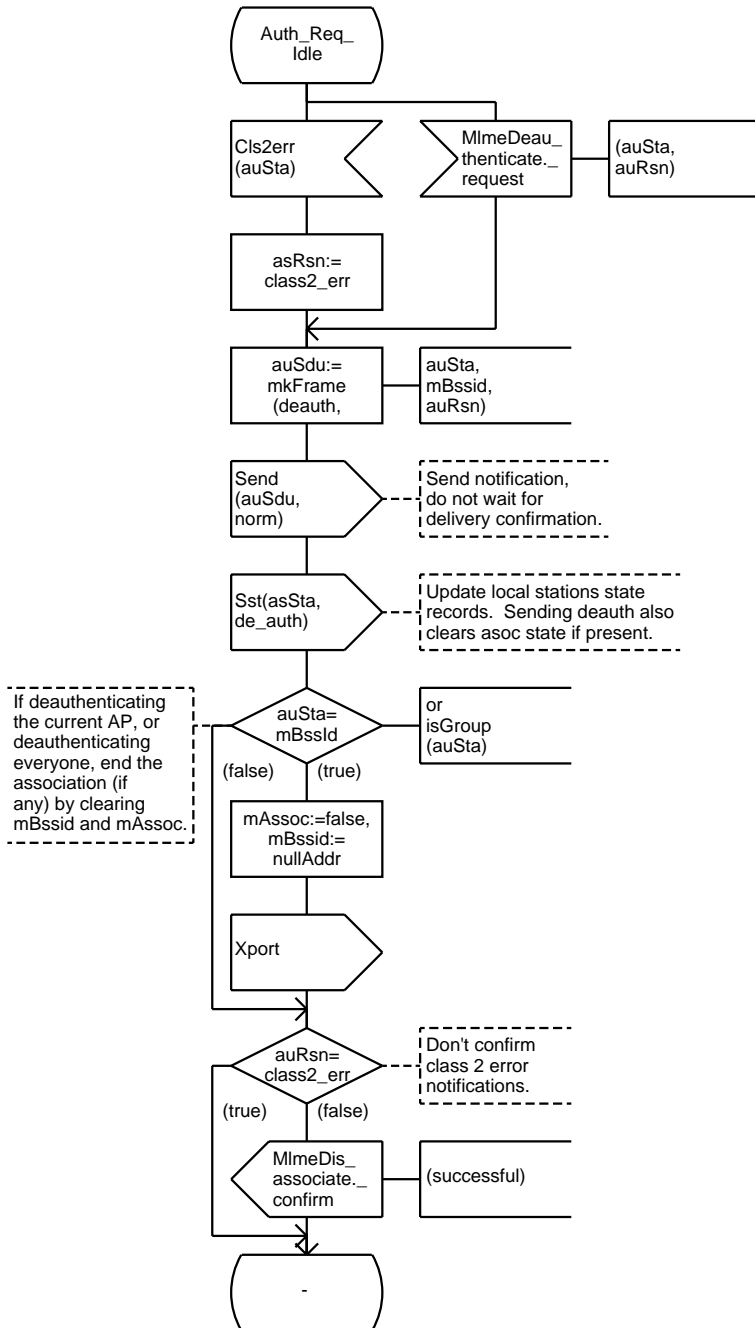 Auth_Req_
Idle
Cls2err
(auSta)
MlmeDeau_
thenticate._
request
(auSta,
auRsn)
asRsn:=
class2_err
auSdu:=
mkFrame
(deauth,
auSta,
mBssid,
auRsn)
Send
(auSdu,
norm)
Send notification,
do not wait for
delivery confirmation.
Sst(asSta,
de_auth)
Update local stations state
records.  Sending deauth also
clears asoc state if present.
If deauthenticating
the current AP, or
deauthenticating
everyone, end the
association (if
any) by clearing
mBssid and mAssoc.
auSta=
mBssId
or
isGroup
(auSta)
(false)
(true)
mAssoc:=false,
mBssid:=
nullAddr
Xport
auRsn=
class2_err
Don't confirm
class 2 error
notifications.
(true)
(false)
MlmeDis_
associate._
confirm
(successful)
-